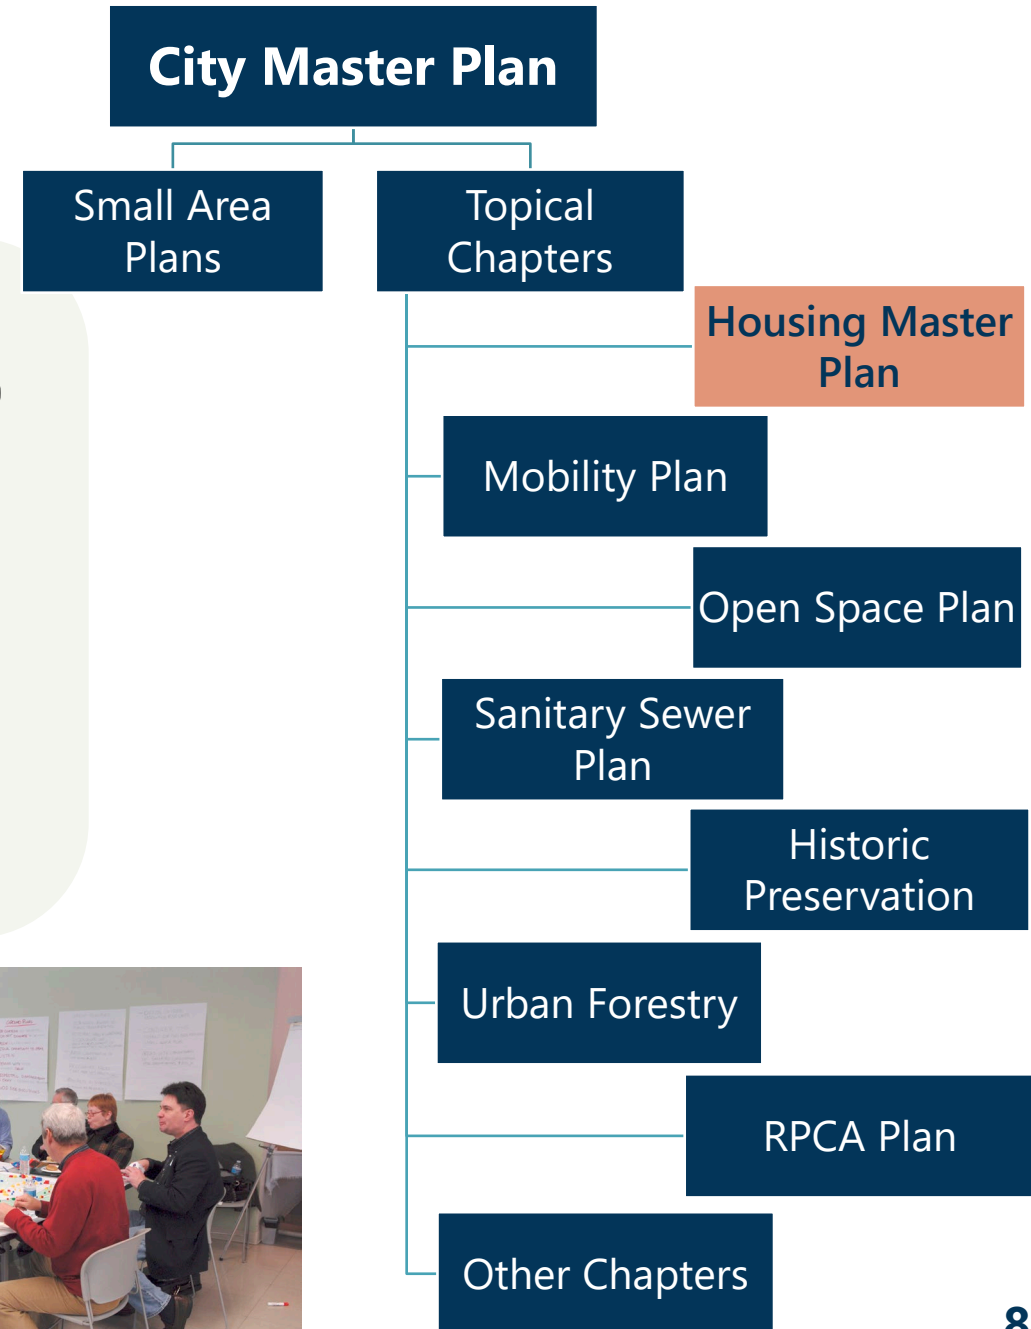 City Master Plan
Small Area
Plans
Topical
Chapters
Housing Master
Plan
Mobility Plan
Open Space Plan
Sanitary Sewer
Plan
Historic
Preservation
Urban Forestry
RPCA Plan
Other Chapters
8